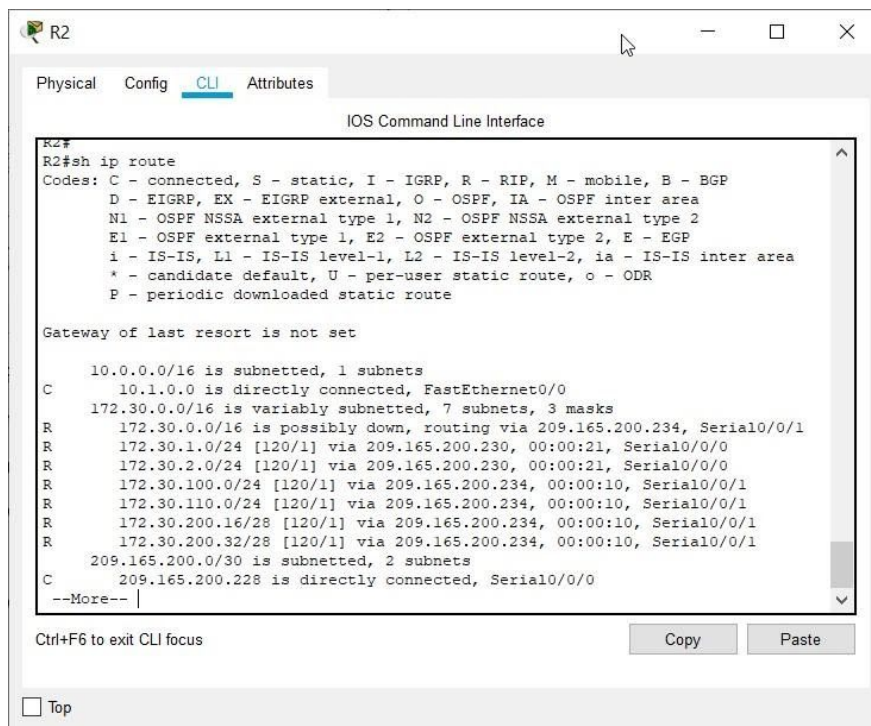 R2
Physical Config CLI Attributes
IOS Command Line Interface
R2#
R2#sh ip route
Codes: C - connected, S - static, I - IGRP, R - RIP, M - mobile, B - BGP
D - EIGRP, EX - EIGRP external, O - OSPF, IA - OSPF inter area
N1 - OSPF NSSA external type 1, N2 - OSPF NSSA external type 2
E1 - OSPF external type 1, E2 - OSPF external type 2, E - EGP
i - IS-IS, L1 - IS-IS level-1, L2 - IS-IS level-2, ia - IS-IS inter area
* - candidate default, U - per-user static route, o - ODR
P - periodic downloaded static route
Gateway of last resort is not set
10.0.0.0/16 is subnetted, 1 subnets
C 10.1.0.0 is directly connected, FastEthernet0/0
172.30.0.0/16 is variably subnetted, 7 subnets, 3 masks
R 172.30.0.0/16 is possibly down, routing via 209.165.200.234, Serial0/0/1
R 172.30.1.0/24 [120/1] via 209.165.200.230, 00:00:21, Serial0/0/0
R 172.30.2.0/24 [120/1] via 209.165.200.230, 00:00:21, Serial0/0/0
R 172.30.100.0/24 [120/1] via 209.165.200.234, 00:00:10, Serial0/0/1
R 172.30.110.0/24 [120/1] via 209.165.200.234, 00:00:10, Serial0/0/1
R 172.30.200.16/28 [120/1] via 209.165.200.234, 00:00:10, Serial0/0/1
R 172.30.200.32/28 [120/1] via 209.165.200.234, 00:00:10, Serial0/0/1
209.165.200.0/30 is subnetted, 2 subnets
C 209.165.200.228 is directly connected, Serial0/0/0
--More--
Ctrl+F6 to exit CLI focus
Copy Paste
Top